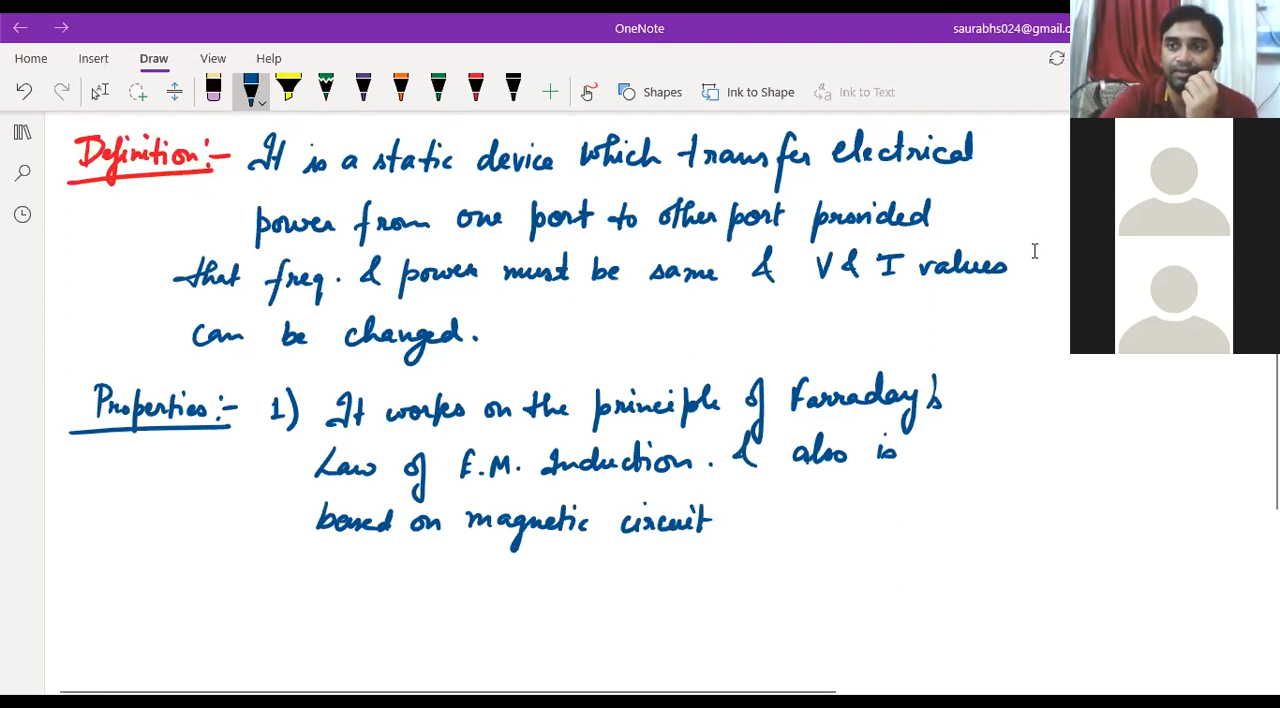 OneNote
saurabhs024@gmail.c
Home Insert Draw View Help
Shapes Ink to Shape Ink to Text
Definition:- It is a static device which transfer electrical
power from one port to other port provided
that freq. & power must be same & V & I values
can be changed.
Properties:- 1) It works on the principle of Farraday's
Law of E.M. Induction. & also is
based on magnetic circuit